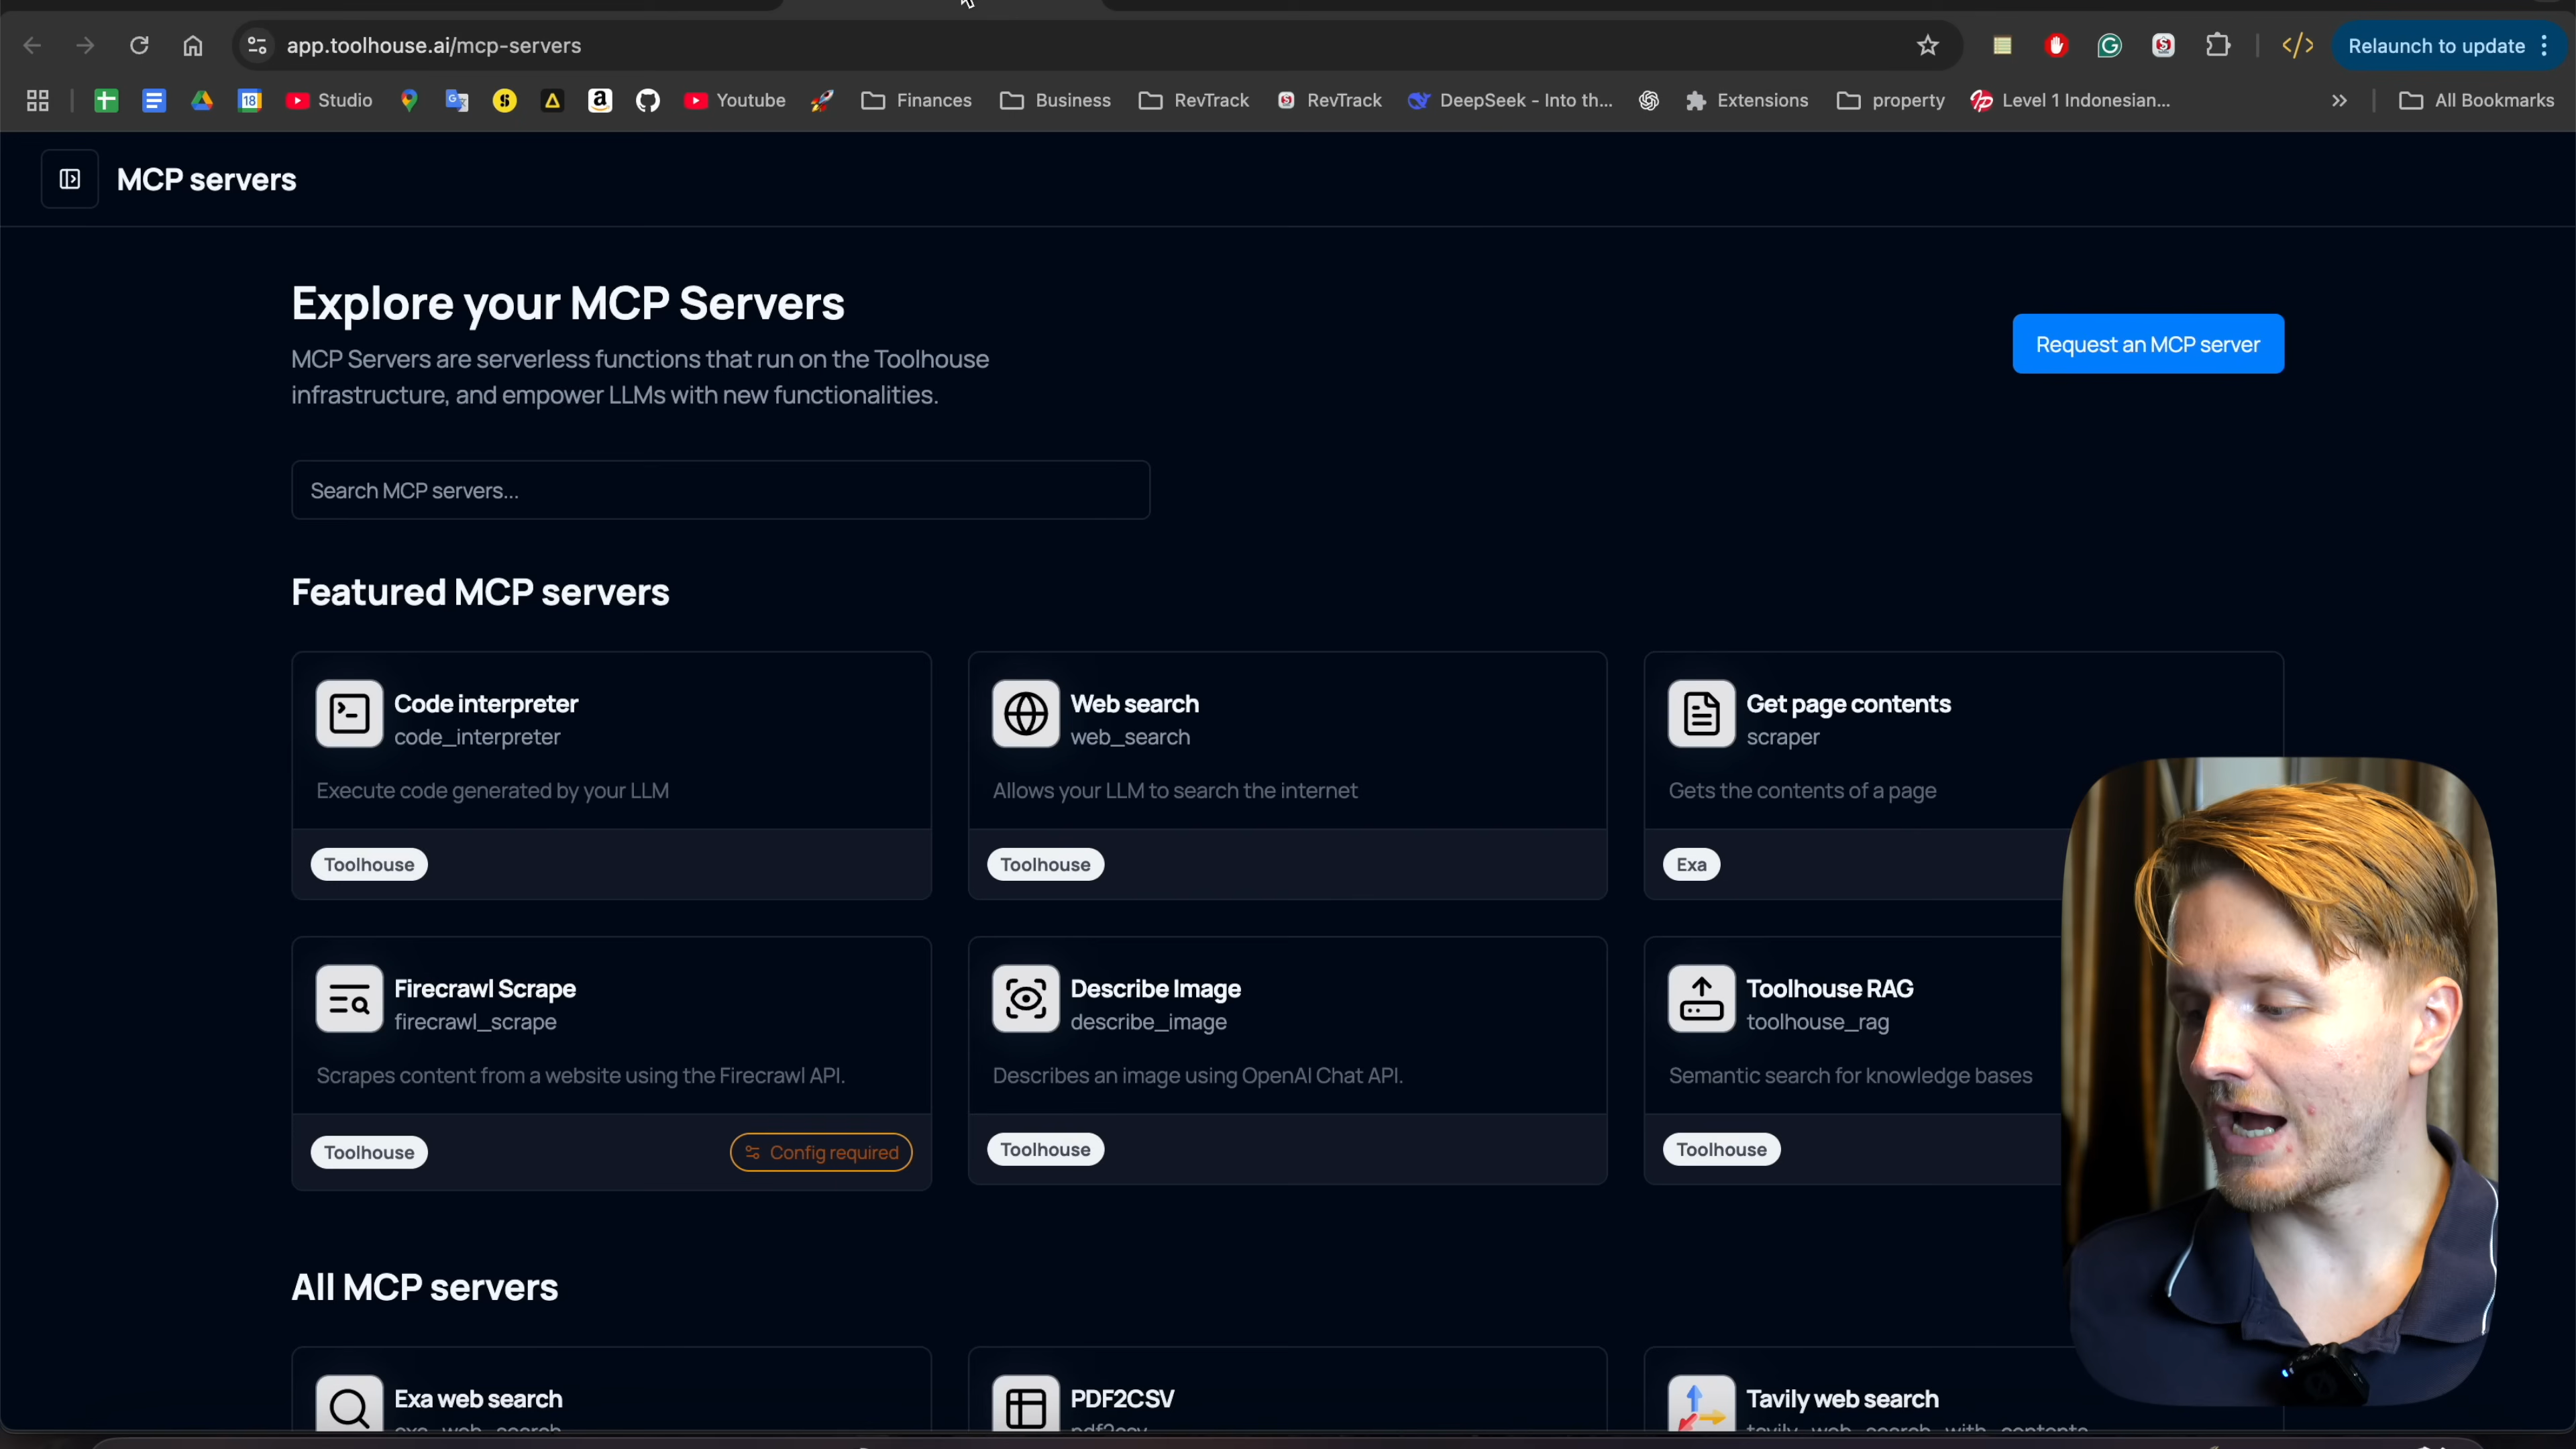 app.toolhouse.ai/mcp-servers
Relaunch to update
18
Studio
Youtube
Finances
Business
RevTrack
RevTrack
DeepSeek - Into th...
Extensions
property
Level 1 Indonesian...
All Bookmarks
MCP servers
Explore your MCP Servers
MCP Servers are serverless functions that run on the Toolhouse
infrastructure, and empower LLMs with new functionalities.
Request an MCP server
Search MCP servers...
Featured MCP servers
Code interpreter
code_interpreter
Execute code generated by your LLM
Toolhouse
Web search
web_search
Allows your LLM to search the internet
Toolhouse
Get page contents
scraper
Gets the contents of a page
Exa
Firecrawl Scrape
firecrawl_scrape
Scrapes content from a website using the Firecrawl API.
Toolhouse
Config required
Describe Image
describe_image
Describes an image using OpenAI Chat API.
Toolhouse
Toolhouse RAG
toolhouse_rag
Semantic search for knowledge bases
Toolhouse
All MCP servers
Exa web search
exa_web_search
PDF2CSV
pdf2csv
Tavily web search
tavily_web_search_with_contents